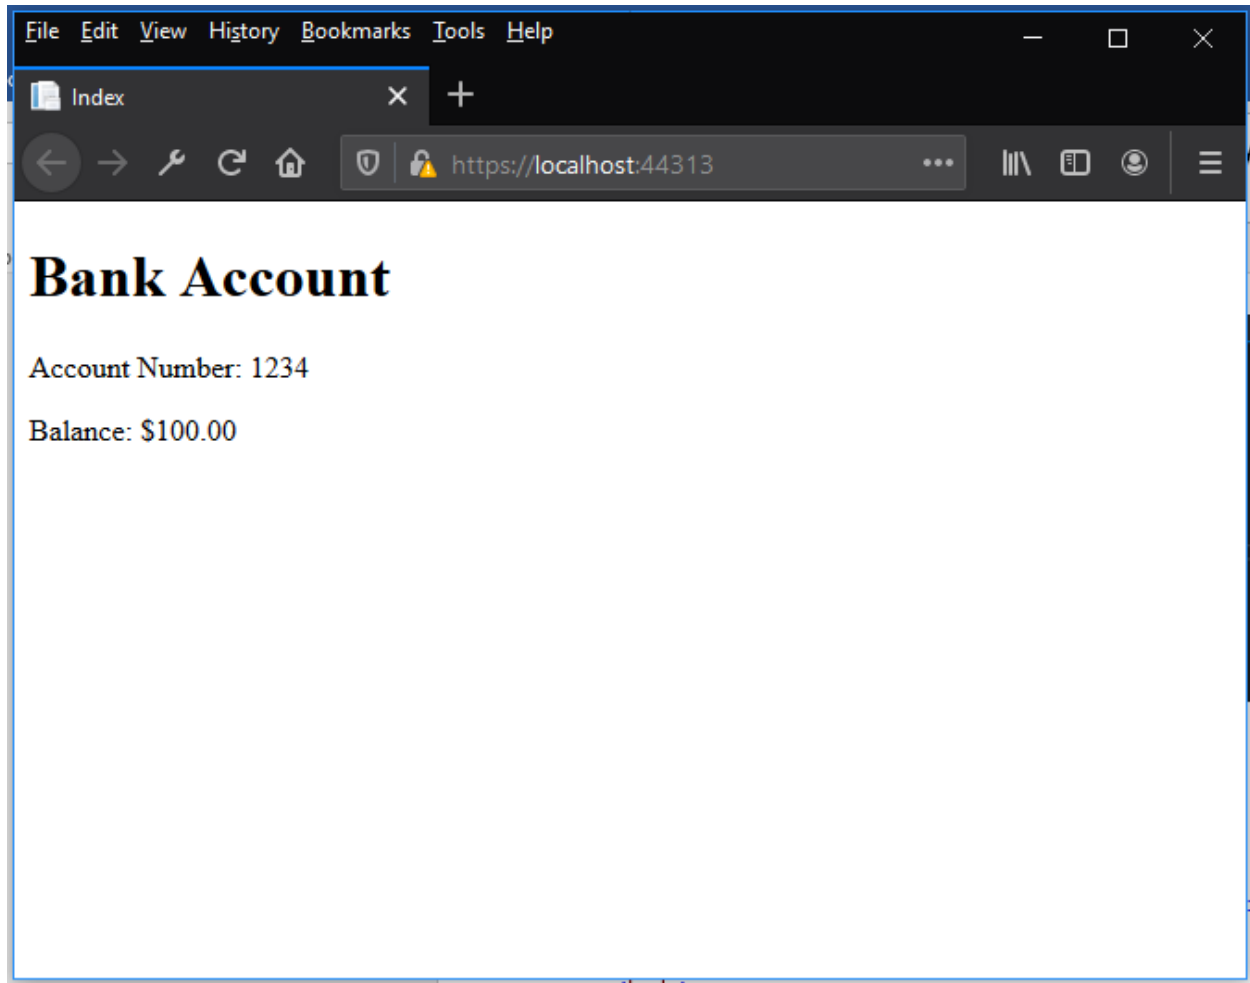 File Edit View History Bookmarks Tools Help
Index
https://localhost:44313
Bank Account
Account Number: 1234
Balance: $100.00